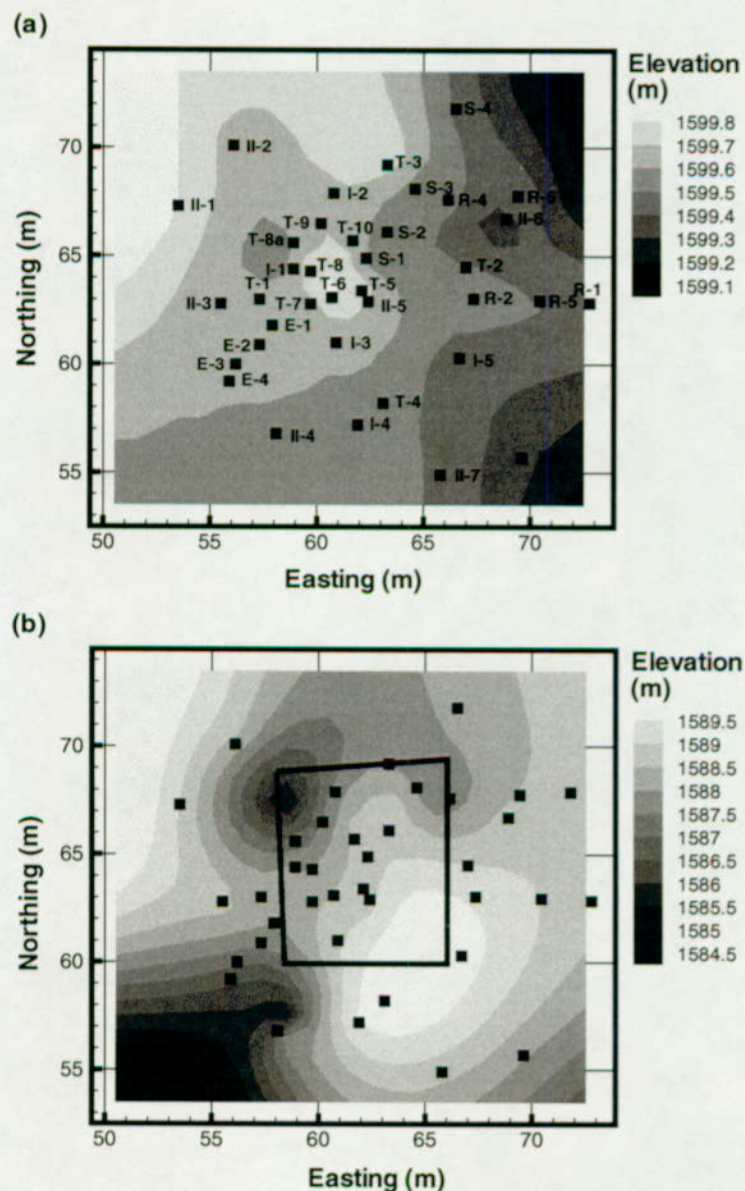 (a)
Elevation
(m)
1599.8
1599.7
1599.6
1599.5
1599.4
1599.3
1599.2
1599.1
S-4
II-2
T-3
I-2
S-3
R-4
II-1
T-9
II-6
T-10
S-2
T-8a
S-1
I-1
T-8
T-2
T-1
T-6
T-5
R-1
II-3
T-7
II-5
R-2
R-5
E-1
E-2
I-3
E-3
I-5
E-4
T-4
I-4
II-4
II-7
70
65
60
55
Northing (m)
50 55 60 65 70
Easting (m)
(b)
Elevation
(m)
1589.5
1589
1588.5
1588
1587.5
1587
1586.5
1586
1585.5
1585
1584.5
70
65
60
55
Northing (m)
50 55 60 65 70
Easting (m)